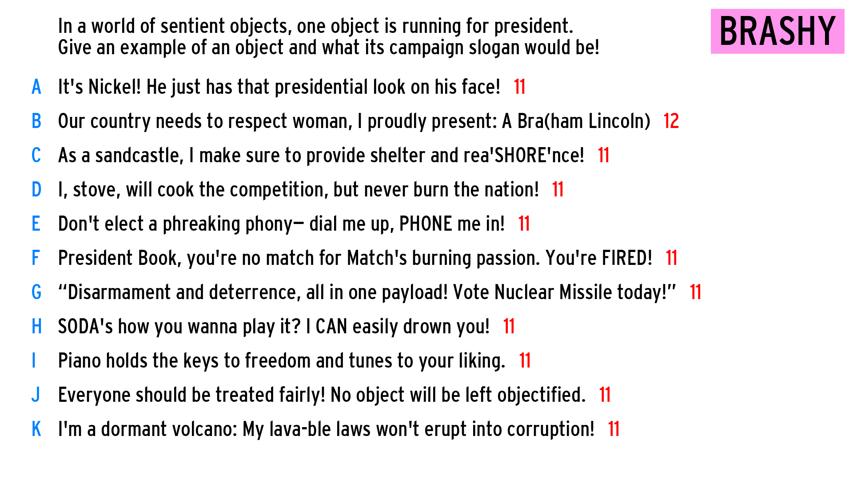 In a world of sentient objects, one object is running for president.
Give an example of an object and what its campaign slogan would be!
BRASHY
A It's Nickel! He just has that presidential look on his face! 11
B Our country needs to respect woman, I proudly present: A Bra(ham Lincoln) 12
C As a sandcastle, I make sure to provide shelter and rea'SHORE'nce! 11
D I, stove, will cook the competition, but never burn the nation! 11
E Don't elect a phreaking phony— dial me up, PHONE me in! 11
F President Book, you're no match for Match's burning passion. You're FIRED! 11
G “Disarmament and deterrence, all in one payload! Vote Nuclear Missile today!” 11
H SODA's how you wanna play it? I CAN easily drown you! 11
I Piano holds the keys to freedom and tunes to your liking. 11
J Everyone should be treated fairly! No object will be left objectified. 11
K I'm a dormant volcano: My lava-ble laws won't erupt into corruption! 11